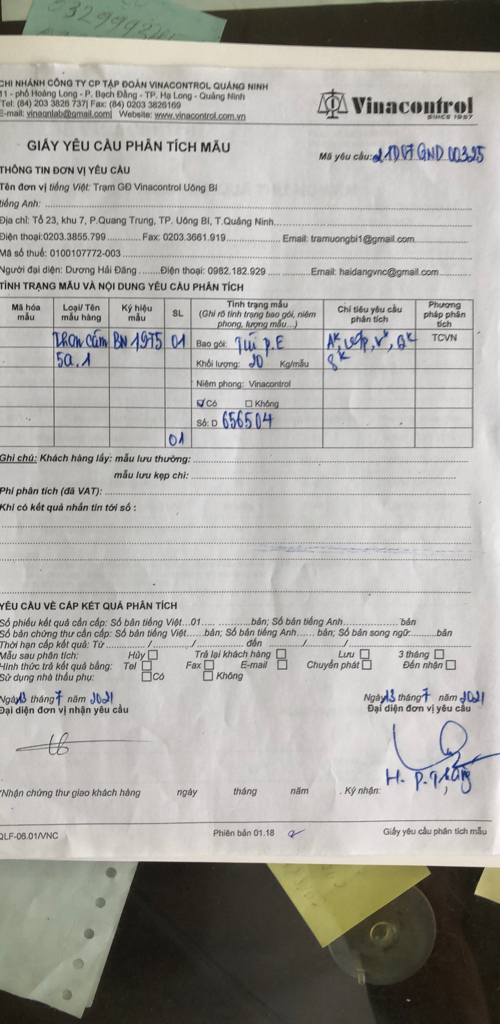 CHI NHÁNH CÔNG TY CP TẬP ĐOÀN VINACONTROL QUẢNG NINH
11 - phố Hoàng Long - P. Bạch Đằng - TP. Hạ Long - Quảng Ninh
Tel: (84) 203 3826 737| Fax: (84) 0203 3826169
E-mail: vinaqnlab@gmail.com| Website: www.vinacontrol.com.vn
Vinacontrol
SINCE 1957
GIẤY YÊU CẦU PHÂN TÍCH MẪU
Mã yêu cầu: 21D07GND 00325
THÔNG TIN ĐƠN VỊ YÊU CẦU
Tên đơn vị tiếng Việt: Trạm GĐ Vinacontrol Uông Bí
tiếng Anh:
Địa chỉ: Tổ 23, khu 7, P.Quang Trung, TP. Uông Bí, T.Quảng Ninh
Điện thoại:0203.3855.799 Fax: 0203.3661.919 Email: tramuongbi1@gmail.com
Mã số thuế: 0100107772-003
Người đại diện: Dương Hải Đăng Điện thoại: 0982.182.929 Email: haidangvnc@gmail.com
TÌNH TRẠNG MẪU VÀ NỘI DUNG YÊU CẦU PHÂN TÍCH
Mã hóa mẫu Loại/ Tên mẫu hàng Ký hiệu mẫu SL Tình trạng mẫu (Ghi rõ tình trạng bao gói, niêm phong, lượng mẫu...) Chỉ tiêu yêu cầu phân tích Phương pháp phân tích
Than cám BN 1975 01 Bao gói: Túi P.E TCVN
5a.1 Khối lượng: 20 Kg/mẫu
Niêm phong: Vinacontrol
☑ Có ☐ Không
Số: D 656504
01
Ghi chú: Khách hàng lấy: mẫu lưu thường:
mẫu lưu kẹp chì:
Phí phân tích (đã VAT):
Khi có kết quả nhắn tin tới số :
YÊU CẦU VỀ CẤP KẾT QUẢ PHÂN TÍCH
Số phiếu kết quả cần cấp: Số bản tiếng Việt...01 bản; Số bản tiếng Anh bản
Số bản chứng thư cần cấp: Số bản tiếng Việt.....bản; Số bản tiếng Anh...... bản; Số bản song ngữ.........bản
Thời hạn cấp kết quả: Từ / / đến / /
Mẫu sau phân tích: Hủy ☐ Trả lại khách hàng ☐ Lưu ☐ 3 tháng ☐
Hình thức trả kết quả bằng: Tel ☐ Fax ☐ E-mail ☐ Chuyển phát ☐ Đến nhận ☐
Sử dụng nhà thầu phụ: ☐Có ☐ Không
Ngày 13 tháng 7 năm 2021 Ngày 13 tháng 7 năm 2021
Đại diện đơn vị nhận yêu cầu Đại diện đơn vị yêu cầu
Nhận chứng thư giao khách hàng ngày tháng năm . Ký nhận:
QLF-06.01/VNC Phiên bản 01.18 Giấy yêu cầu phân tích mẫu